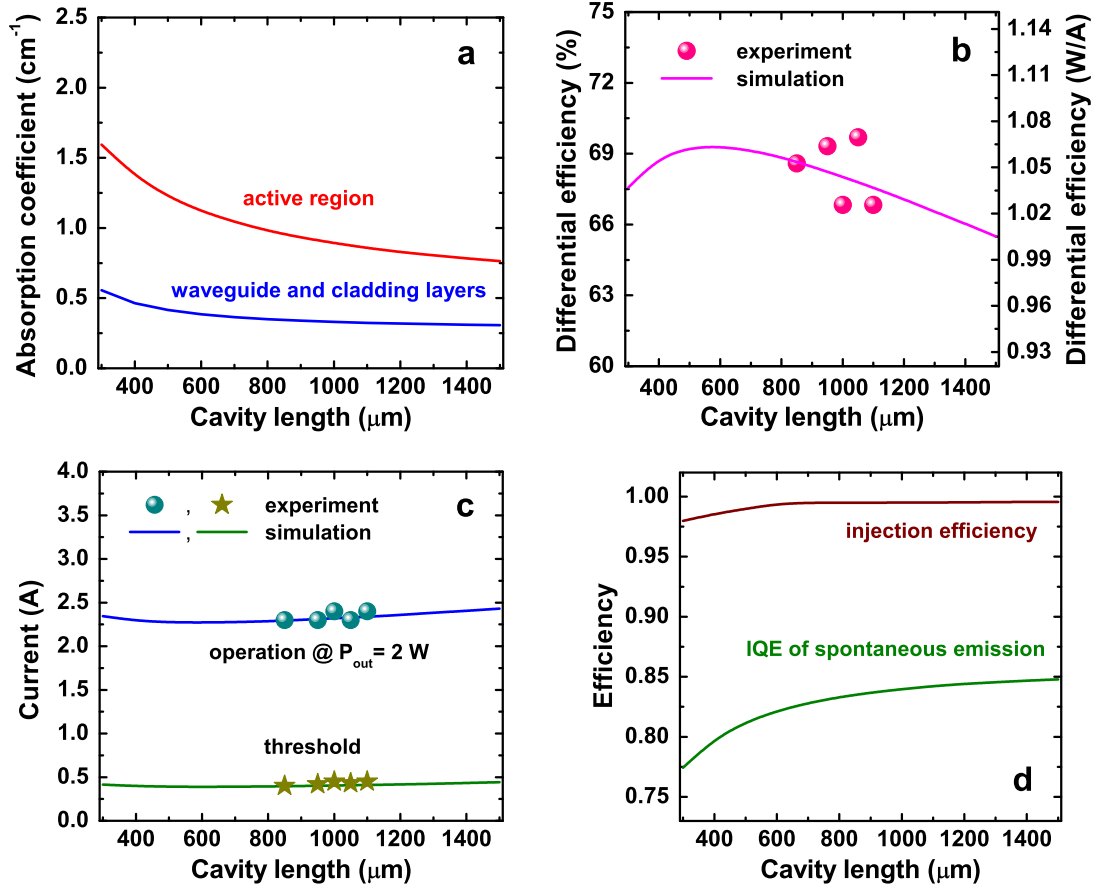 a
2.5
2.0
1.5
1.0
0.5
0.0
Absorption coefficient (cm⁻¹)
active region
waveguide and cladding layers
400 600 800 1000 1200 1400
Cavity length (μm)
b
75
72
69
66
63
60
Differential efficiency (%)
experiment
simulation
1.14
1.11
1.08
1.05
1.02
0.99
0.96
0.93
Differential efficiency (W/A)
400 600 800 1000 1200 1400
Cavity length (μm)
c
4.0
3.5
3.0
2.5
2.0
1.5
1.0
0.5
0.0
Current (A)
, experiment
, simulation
operation @ Pout= 2 W
threshold
400 600 800 1000 1200 1400
Cavity length (μm)
1.00
0.95
0.90
0.85
0.80
0.75
Efficiency
injection efficiency
IQE of spontaneous emission
d
400 600 800 1000 1200 1400
Cavity length (μm)